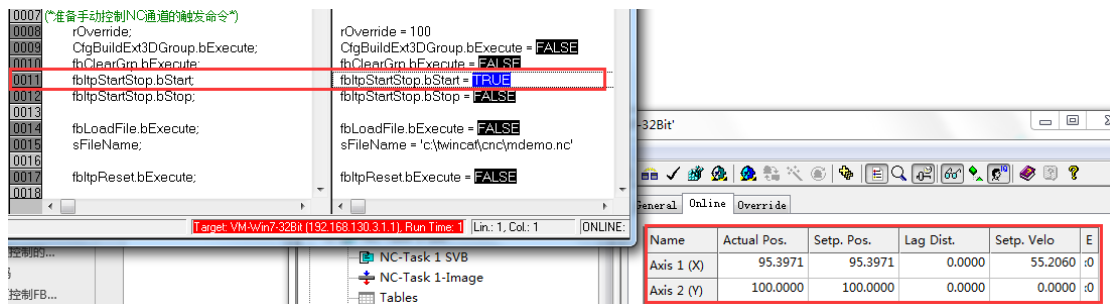 0007 (*准备手动控制NC通道的触发命令*)
0008 rOverride; rOverride = 100
0009 CfgBuildExt3DGroup.bExecute; CfgBuildExt3DGroup.bExecute = FALSE
0010 fbClearGrp.bExecute; fbClearGrp.bExecute = FALSE
0011 fbItpStartStop.bStart; fbItpStartStop.bStart = TRUE
0012 fbItpStartStop.bStop; fbItpStartStop.bStop = FALSE
0013
0014 fbLoadFile.bExecute; fbLoadFile.bExecute = FALSE
0015 sFileName; sFileName = 'c:\twincat\cnc\mdemo.nc'
0016
0017 fbItpReset.bExecute; fbItpReset.bExecute = FALSE
0018
Target: VM-Win7-32Bit (192.168.130.3.1.1), Run Time: 1 Lin.: 1, Col.: 1 ONLINE:
控制的...
控制FB...
NC-Task 1 SVB
NC-Task 1-Image
Tables
-32Bit'
General Online Override
Name Actual Pos. Setp. Pos. Lag Dist. Setp. Velo E
Axis 1 (X) 95.3971 95.3971 0.0000 55.2060 :0
Axis 2 (Y) 100.0000 100.0000 0.0000 0.0000 :0